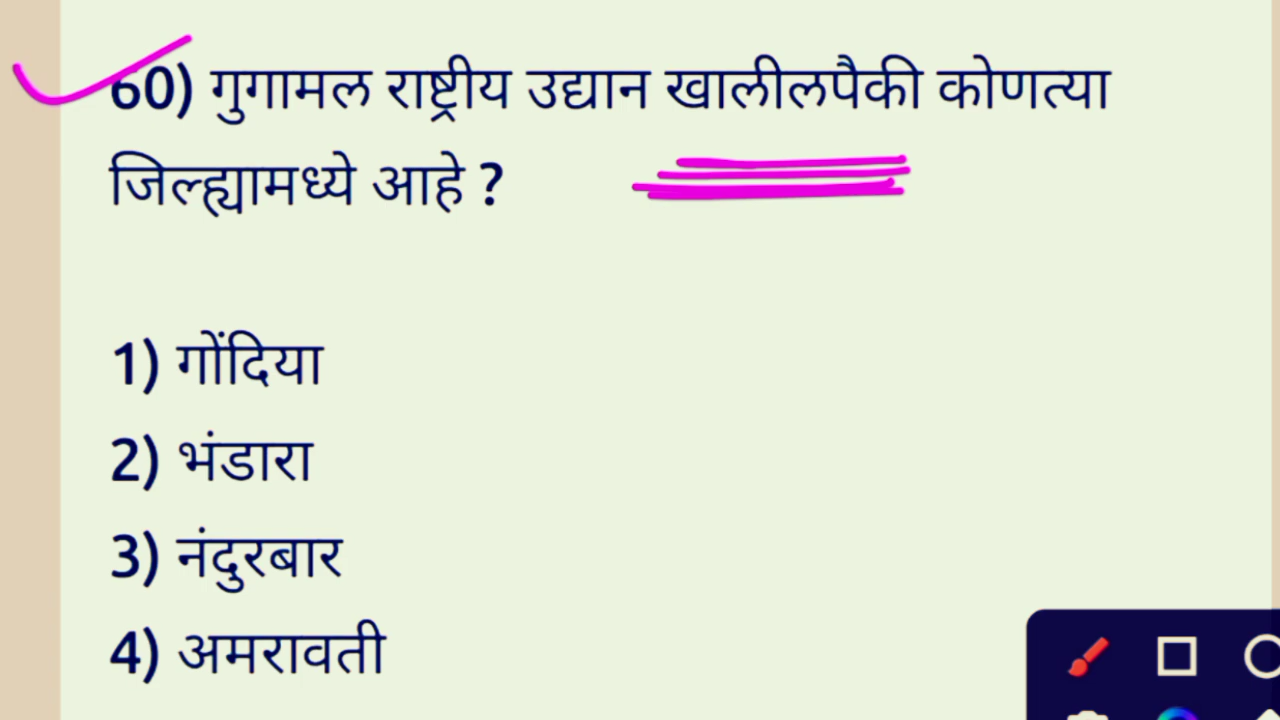 60) गुगामल राष्ट्रीय उद्यान खालीलपैकी कोणत्या
जिल्ह्यामध्ये आहे ?
1) गोंदिया
2) भंडारा
3) नंदुरबार
4) अमरावती